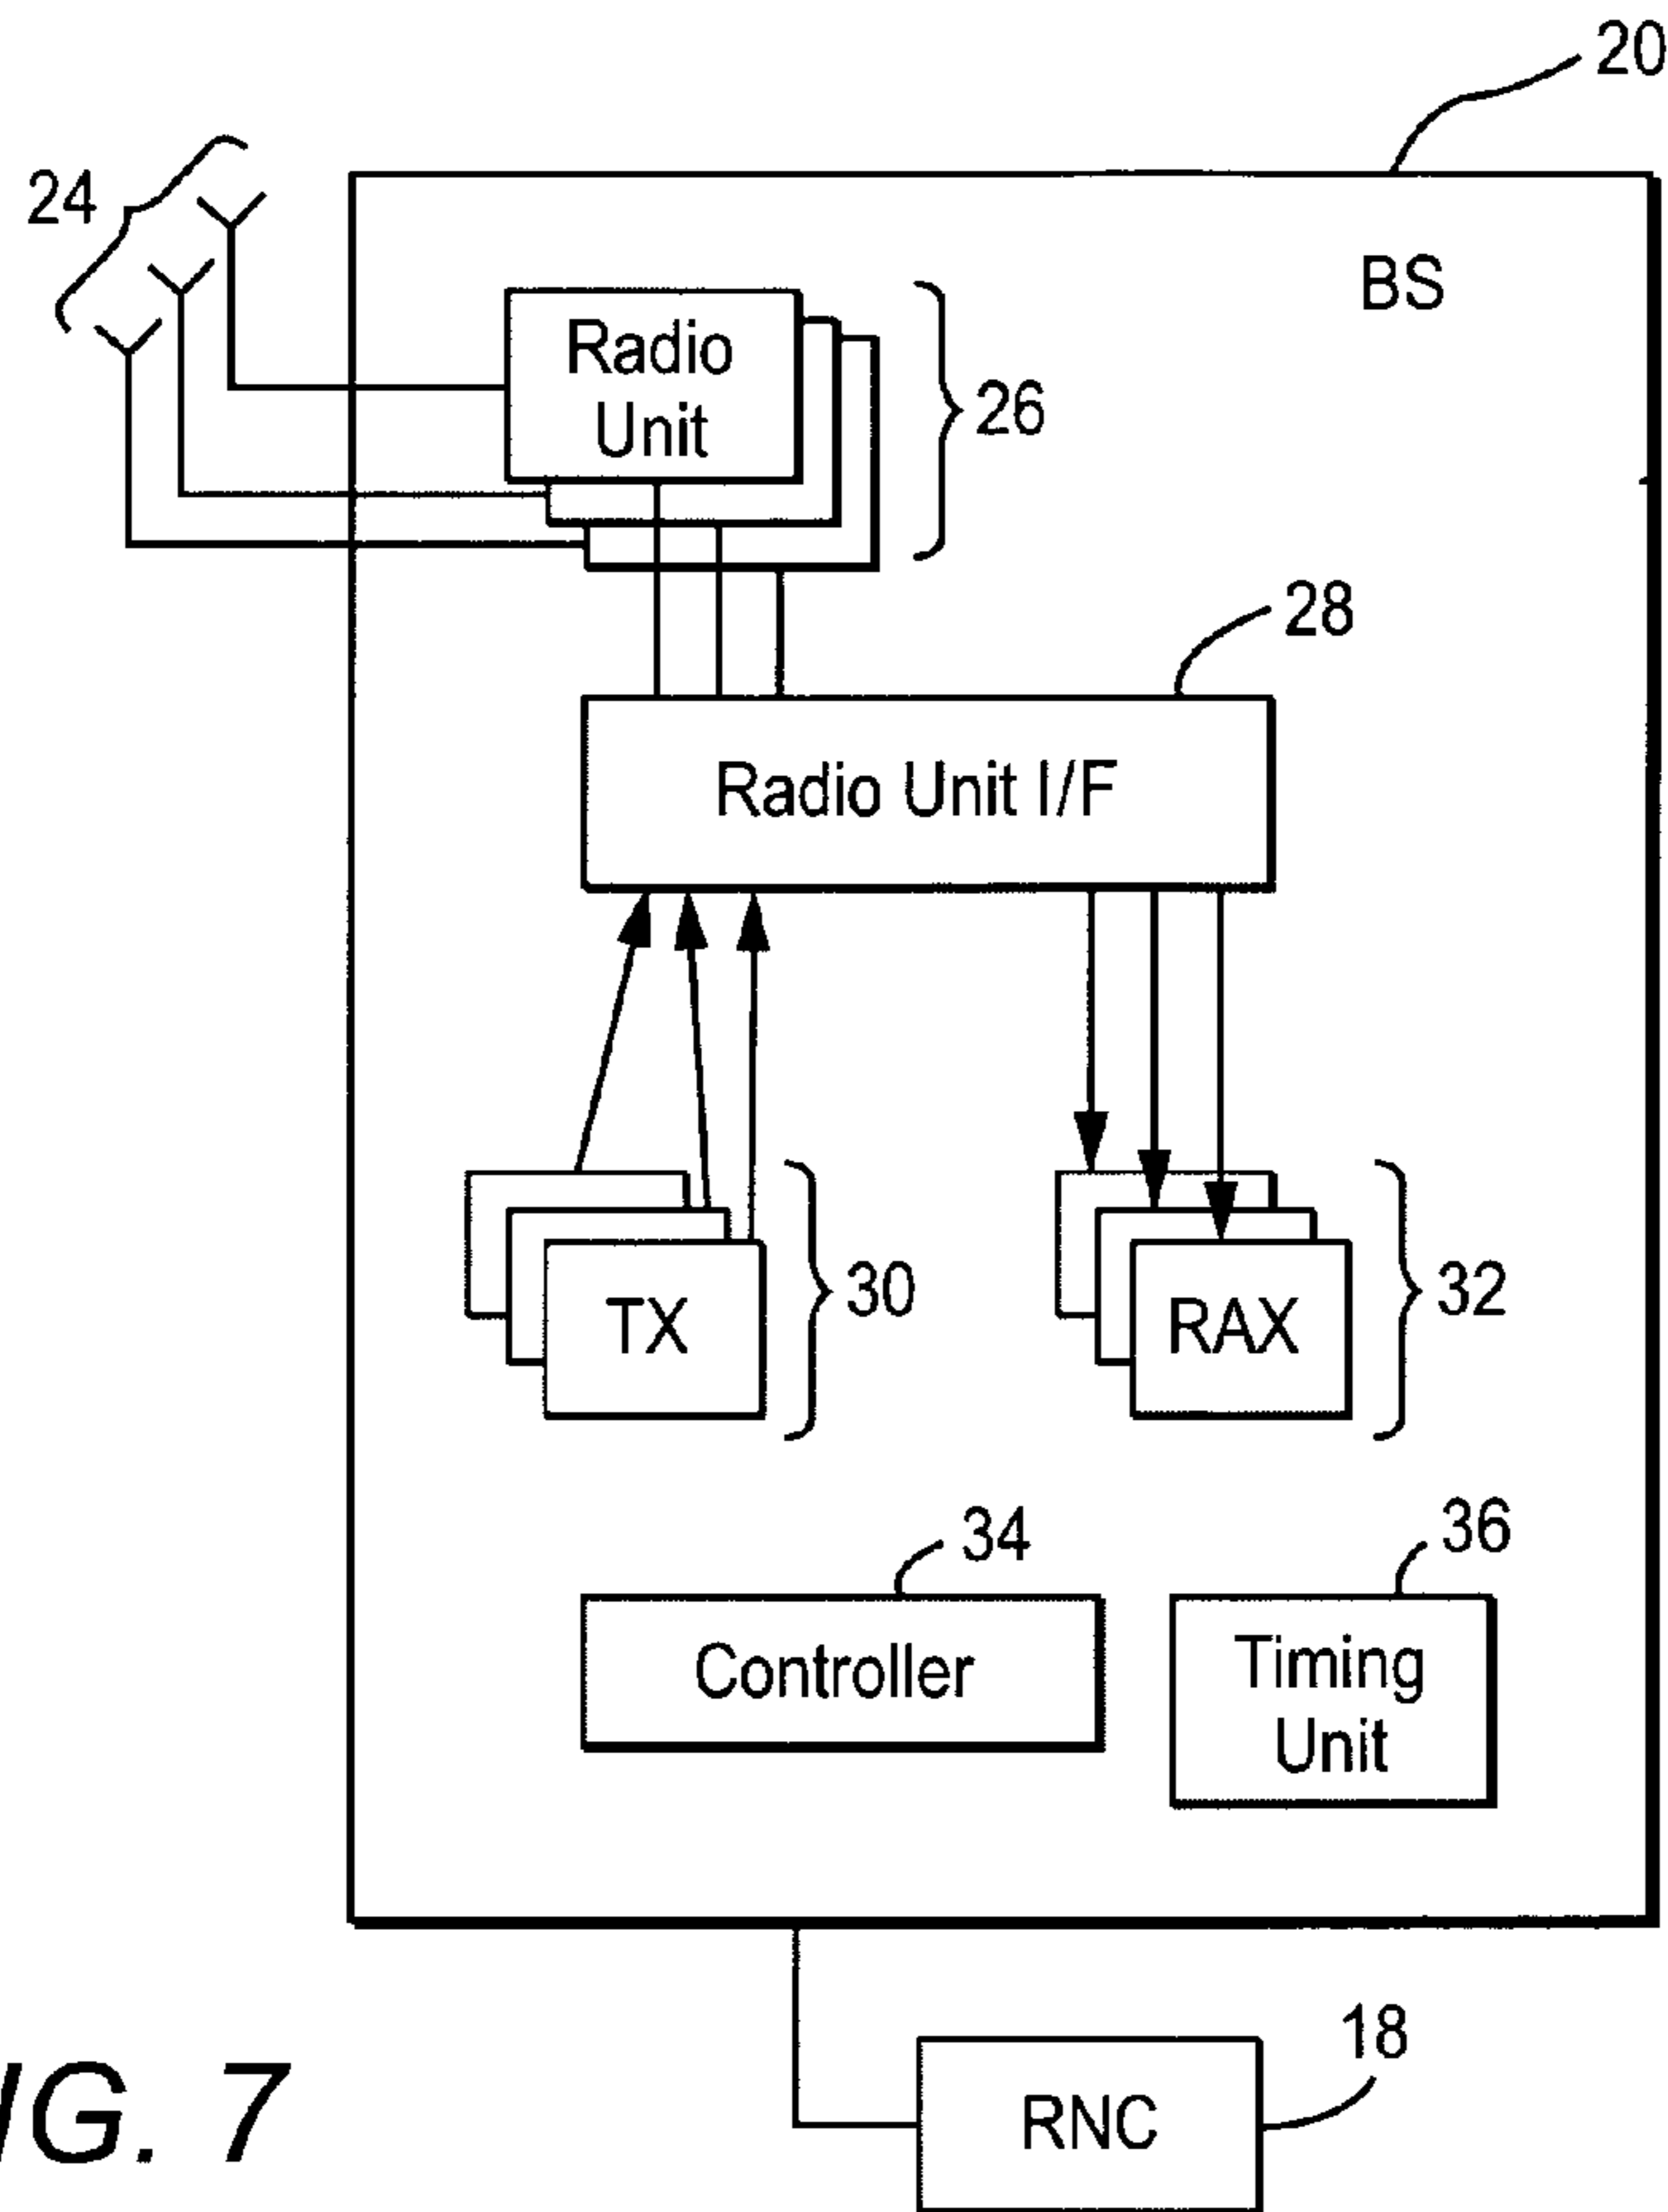 20
24
BS
Radio
Unit
26
28
Radio Unit I/F
TX
30
RAX
32
34
36
Controller
Timing
Unit
18
RNC
G. 7